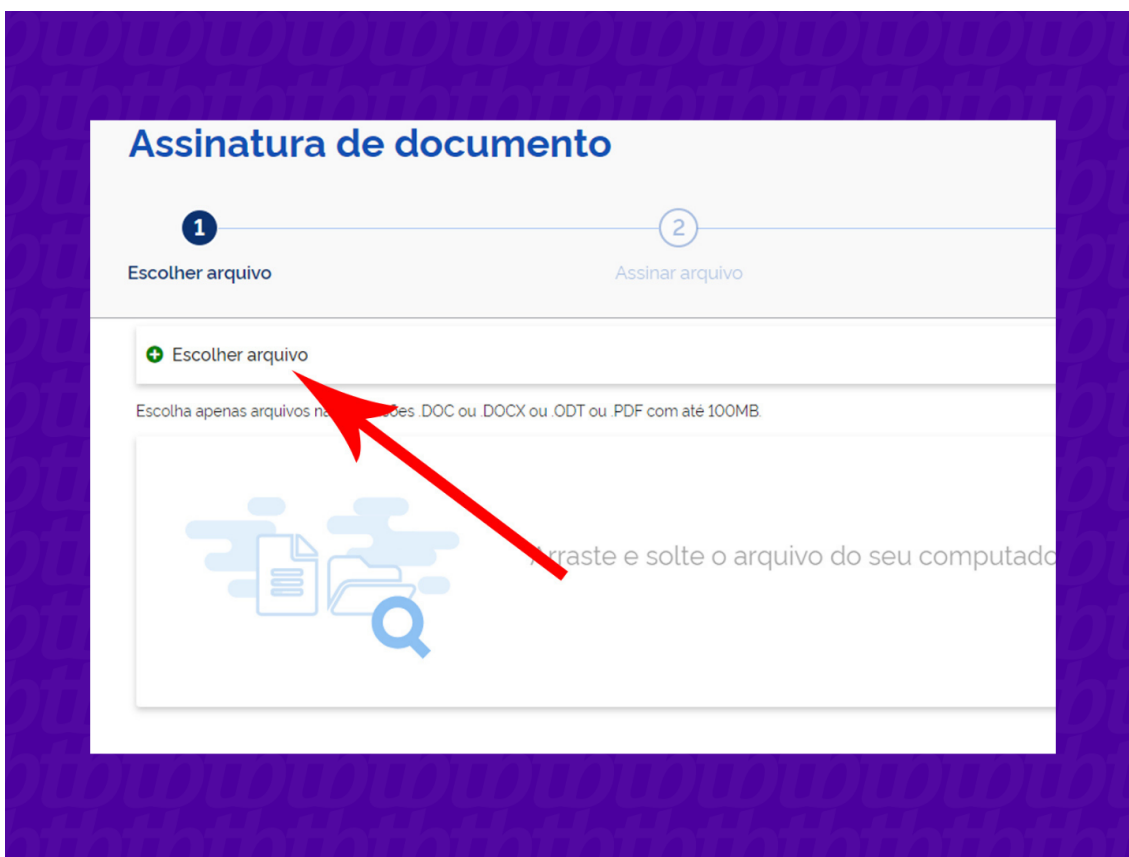 Assinatura de documento
1
2
Escolher arquivo
Assinar arquivo
Escolher arquivo
Escolha apenas arquivos .DOC ou .DOCX ou .ODT ou .PDF com até 100MB.
Arraste e solte o arquivo do seu computado